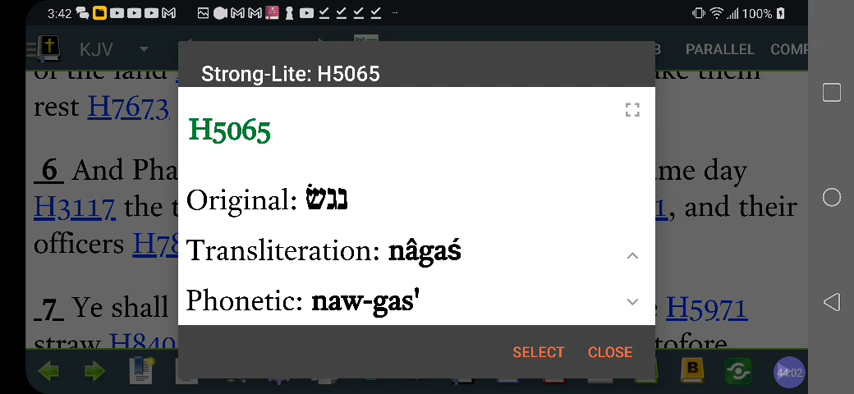 3:42 100%
KJV PARALLEL
Strong-Lite: H5065
of the land
rest H7673
H5065
6 And Pha me day
H3117 the t , and their
officers
Original: נגשׂ
Transliteration: nâgaś
Phonetic: naw-gas'
7 Ye shall H5971
straw
SELECT CLOSE
44:02